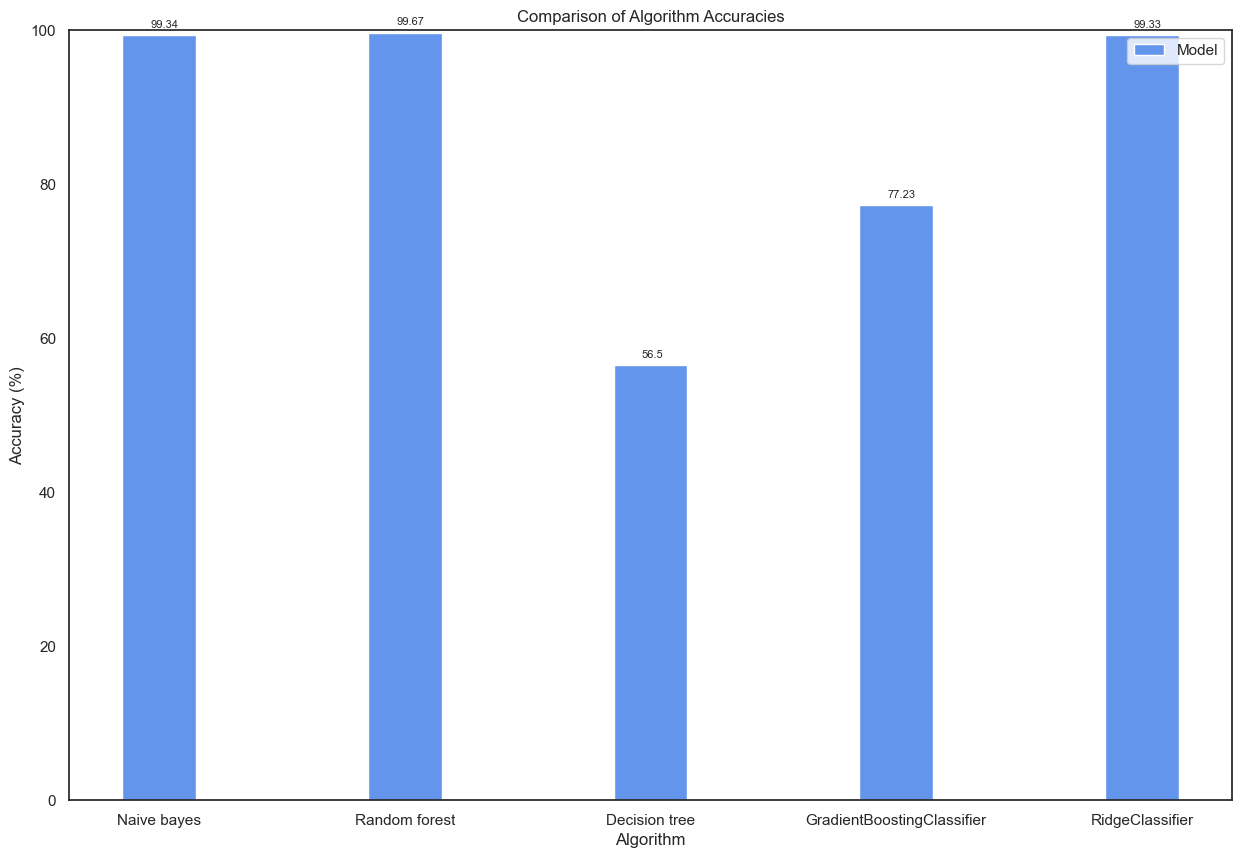 Comparison of Algorithm Accuracies
99.34
99.67
56.5
77.23
99.33
Model
100
80
60
40
20
0
Accuracy (%)
Naive bayes
Random forest
Decision tree
GradientBoostingClassifier
RidgeClassifier
Algorithm